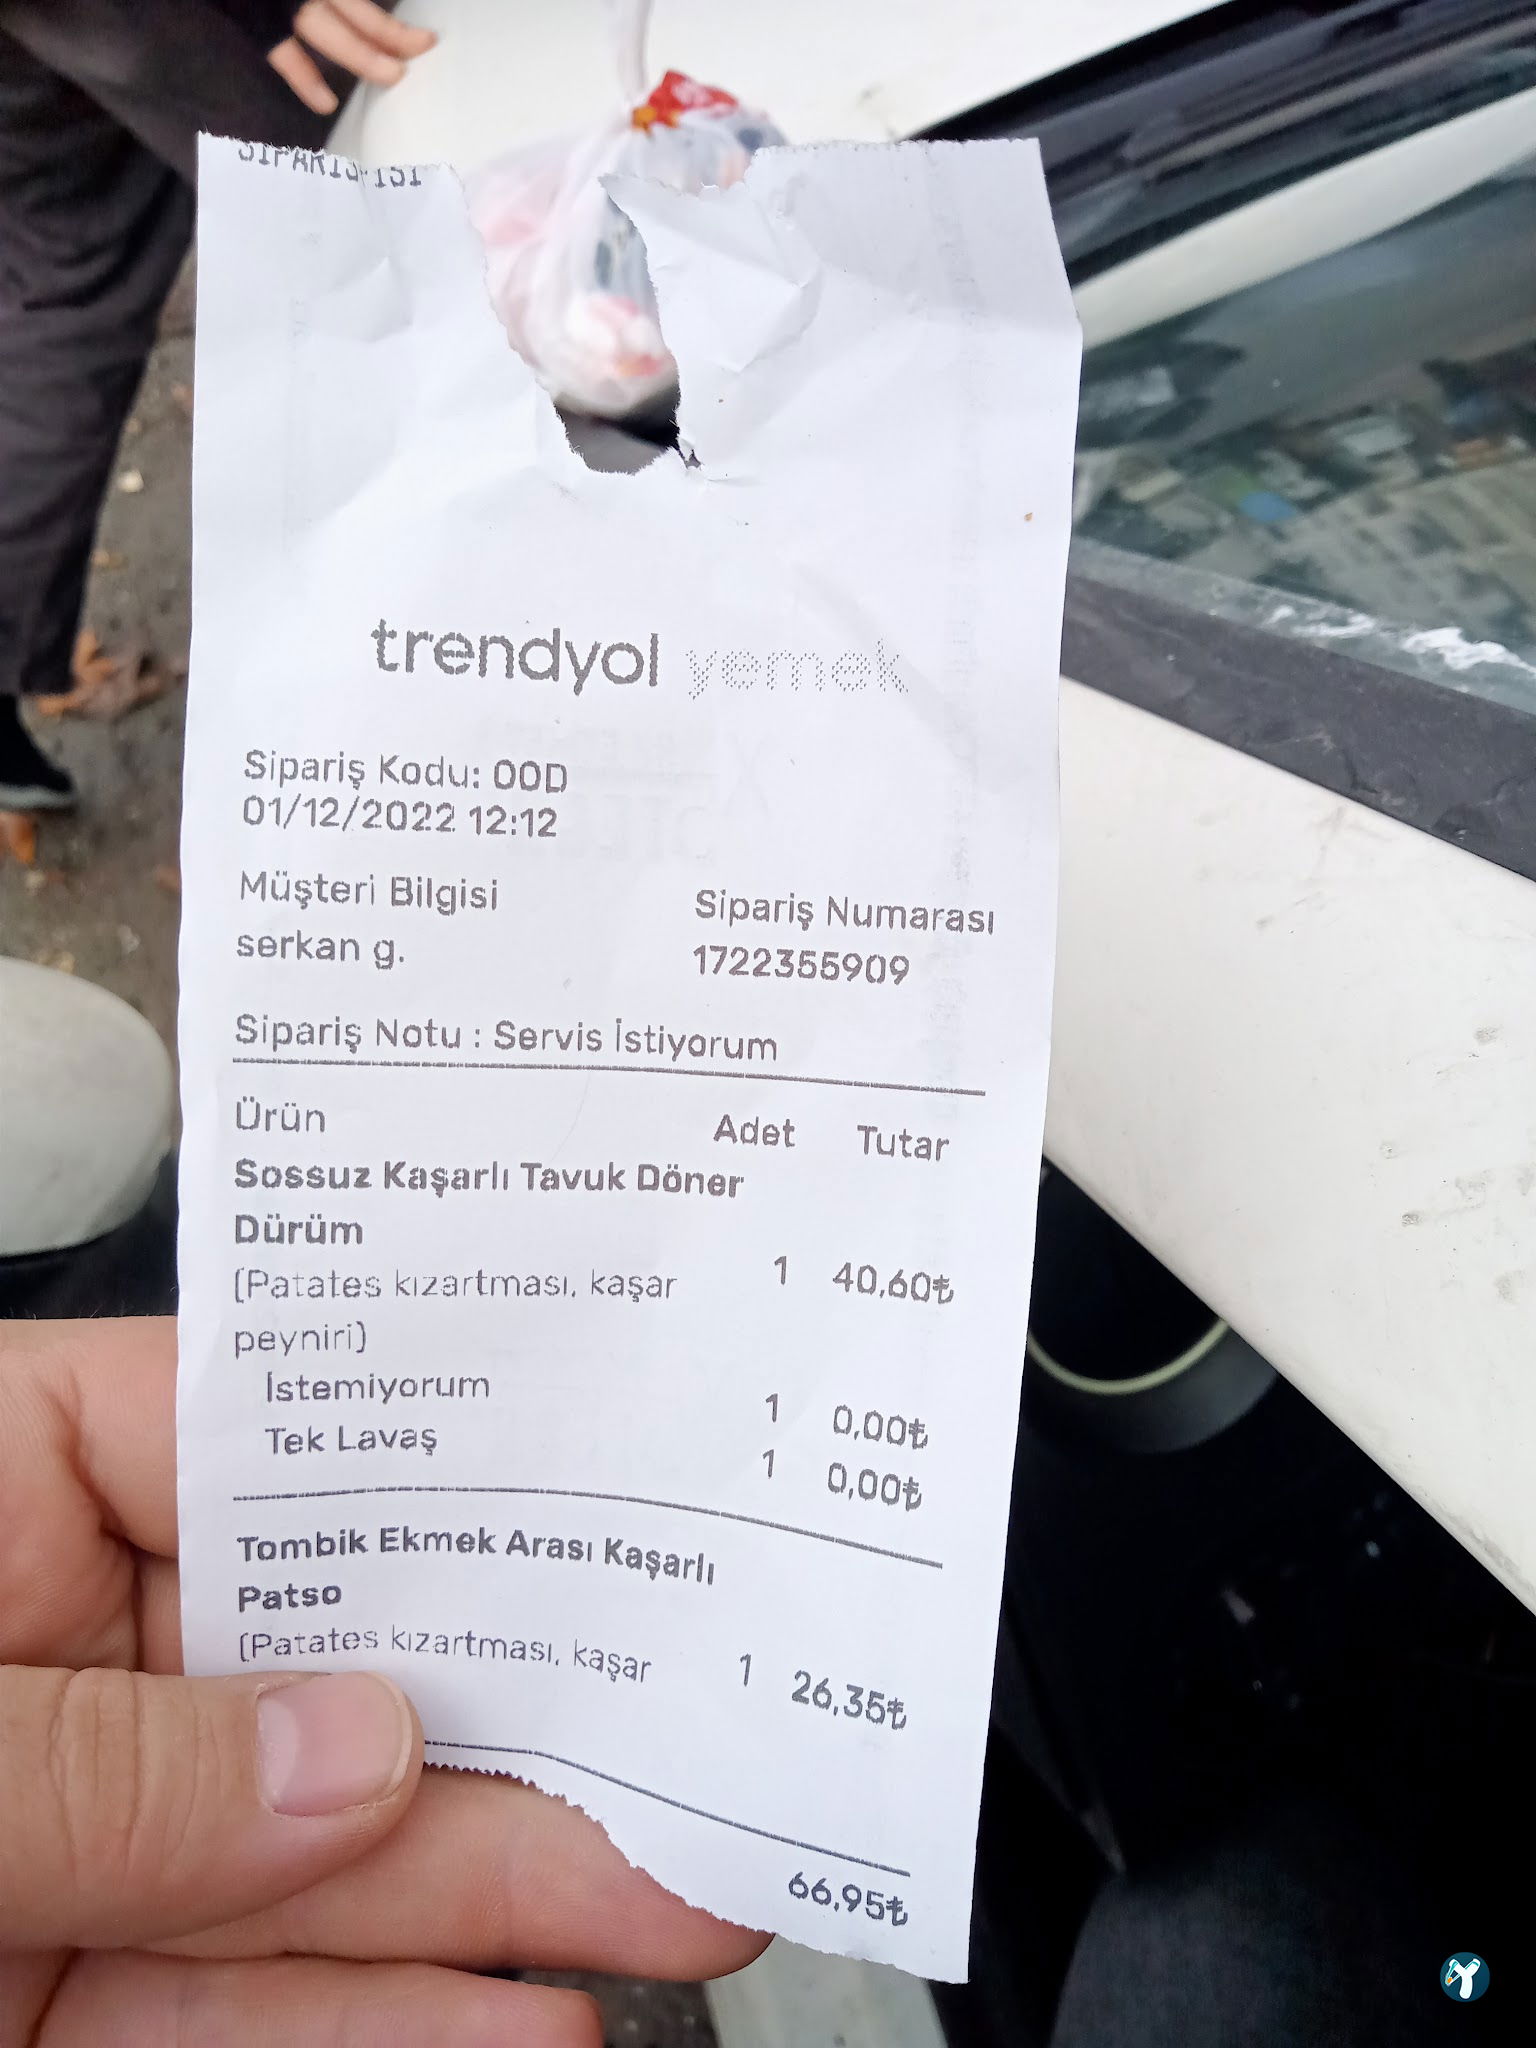 SİPARİŞ
trendyol yemek
Sipariş Kodu: 00D
01/12/2022 12:12
Müşteri Bilgisi
serkan g.
Sipariş Numarası
1722355909
Sipariş Notu : Servis İstiyorum
Ürün Adet Tutar
Sossuz Kaşarlı Tavuk Döner
Dürüm
(Patates kızartması, kaşar 1 40,60₺
peyniri)
İstemiyorum 1 0,00₺
Tek Lavaş 1 0,00₺
Tombik Ekmek Arası Kaşarlı
Patso
(Patates kızartması, kaşar 1 26,35₺
66,95₺